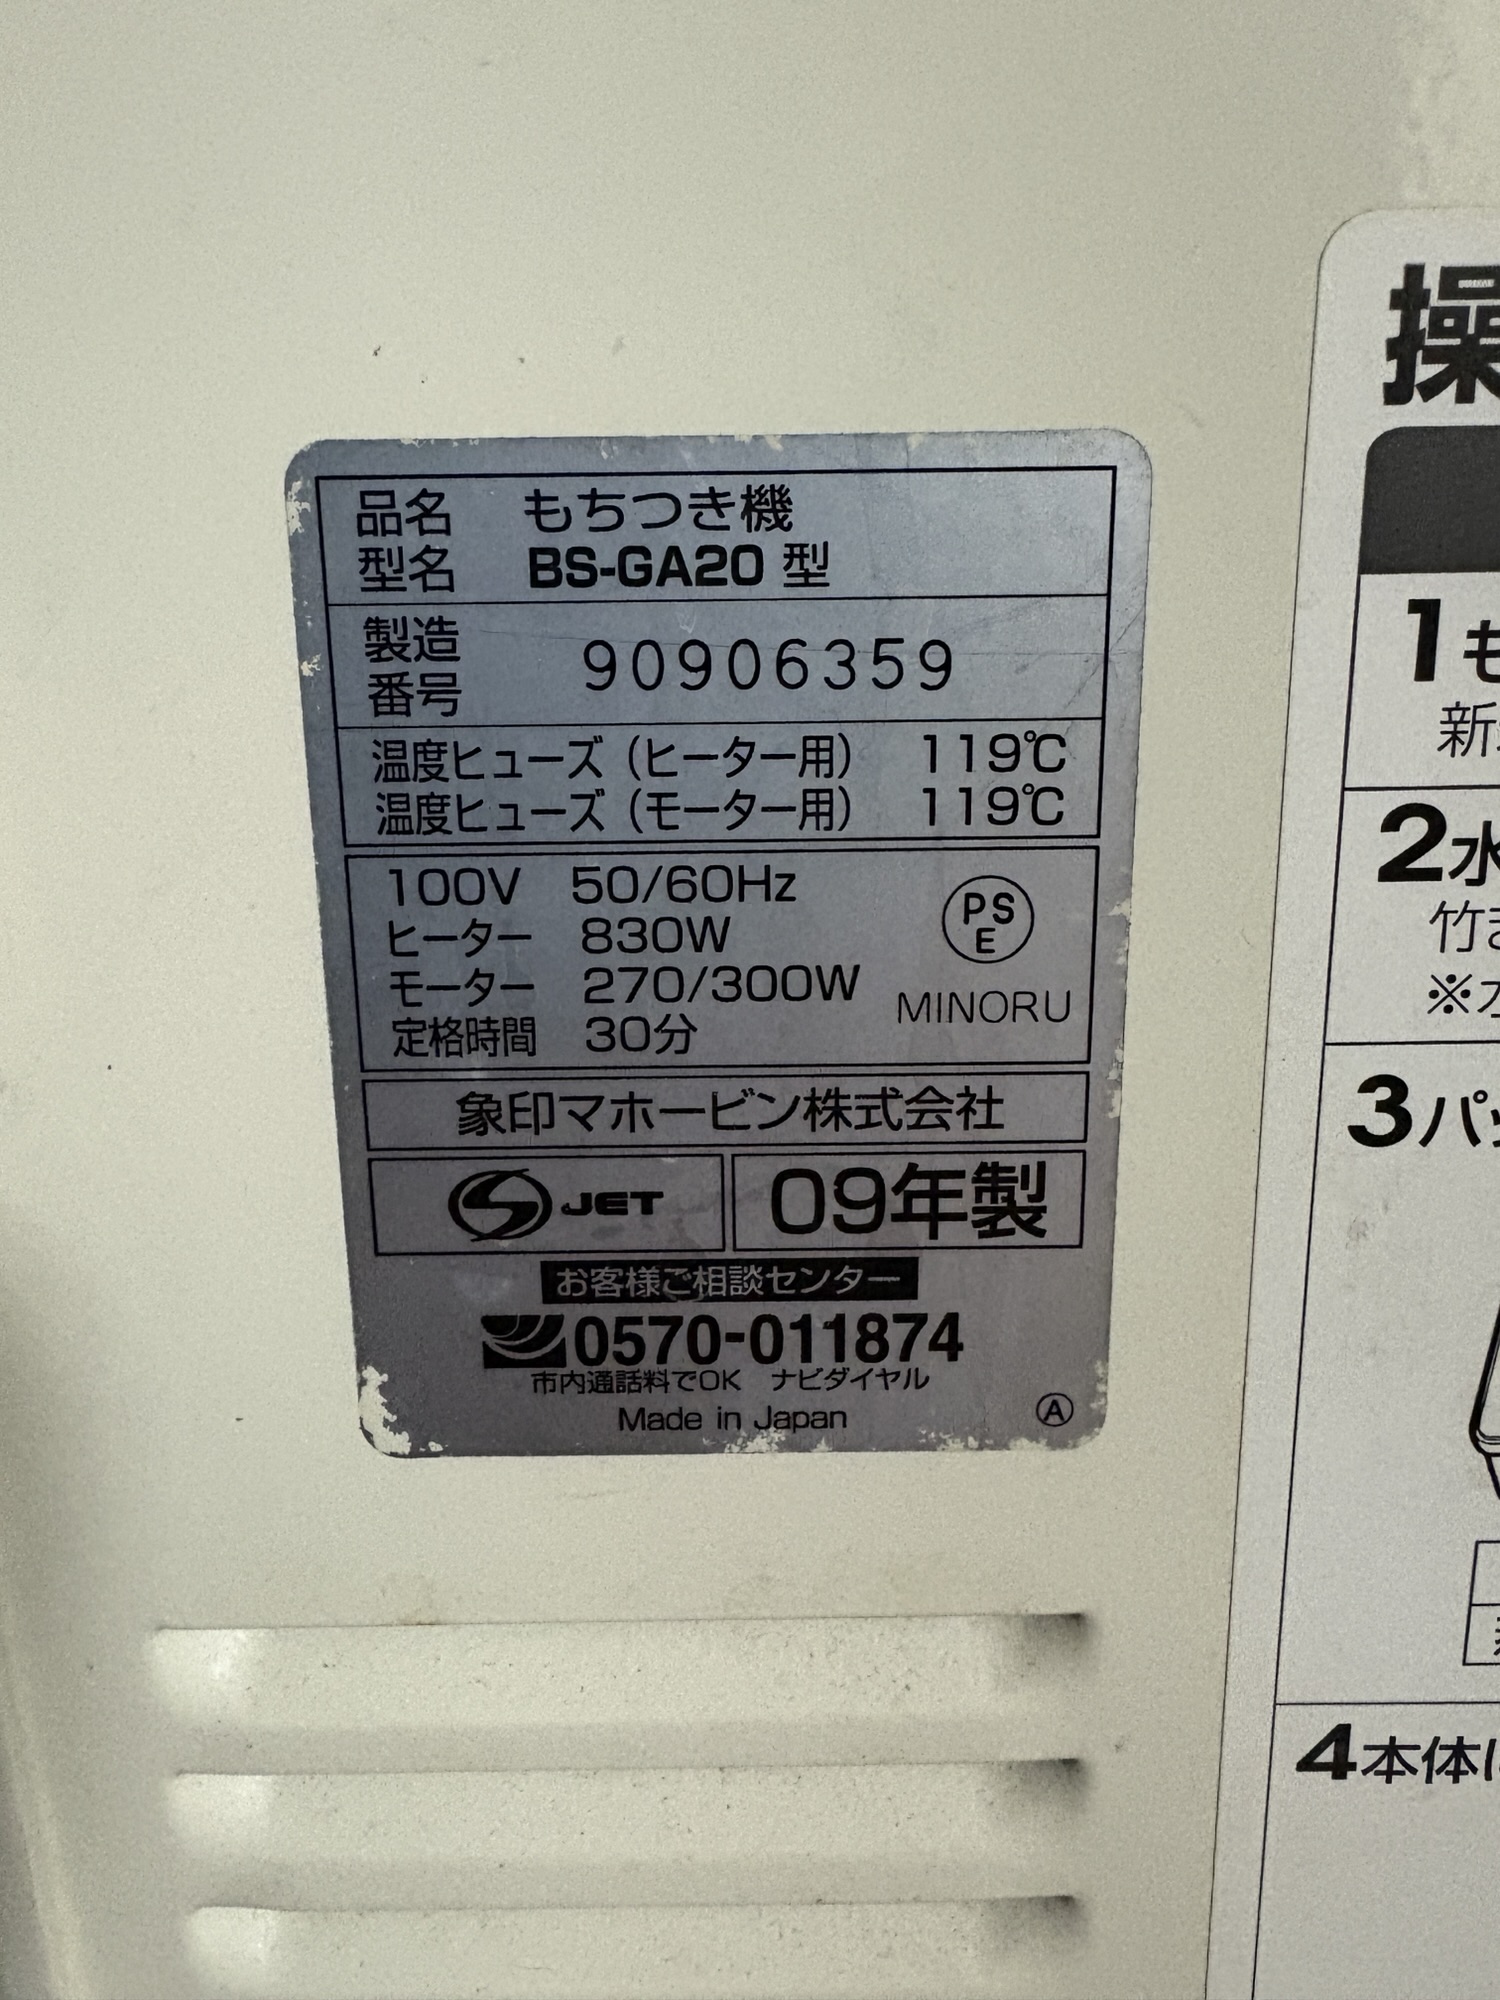 品名 もちつき機
型名 BS-GA20 型
製造番号 90906359
温度ヒューズ（ヒーター用） 119℃
温度ヒューズ（モーター用） 119℃
100V 50/60Hz
ヒーター 830W
モーター 270/300W
定格時間 30分
PS
E
MINORU
象印マホービン株式会社
JET
09年製
お客様ご相談センター
0570-011874
市内通話料でOK ナビダイヤル
Made in Japan
A
操
1も
新
2水
竹
※
3パ
4本体